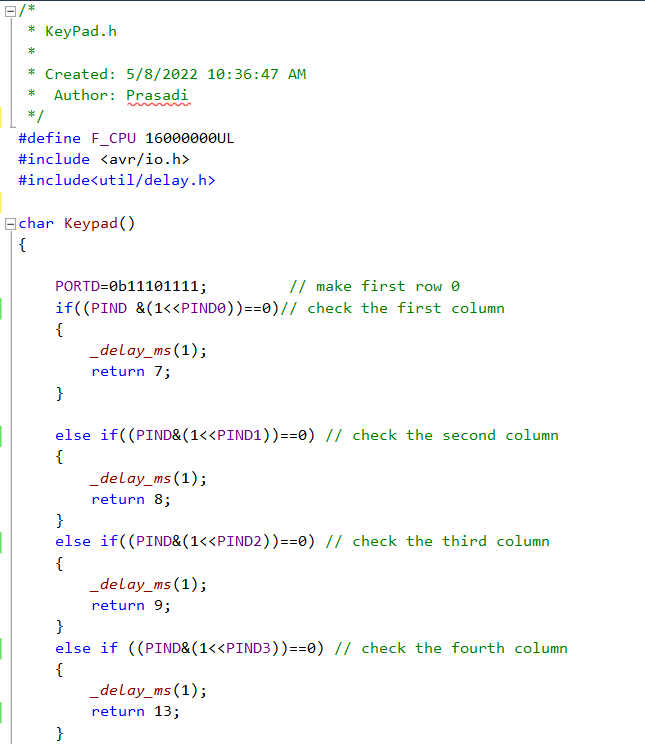 /*
 * KeyPad.h
 *
 * Created: 5/8/2022 10:36:47 AM
 *  Author: Prasadi
 */
#define F_CPU 16000000UL
#include <avr/io.h>
#include<util/delay.h>

char Keypad()
{

    PORTD=0b11101111;         // make first row 0
    if((PIND &(1<<PIND0))==0)// check the first column
    {
        _delay_ms(1);
        return 7;
    }

    else if((PIND&(1<<PIND1))==0) // check the second column
    {
        _delay_ms(1);
        return 8;
    }
    else if((PIND&(1<<PIND2))==0) // check the third column
    {
        _delay_ms(1);
        return 9;
    }
    else if ((PIND&(1<<PIND3))==0) // check the fourth column
    {
        _delay_ms(1);
        return 13;
    }